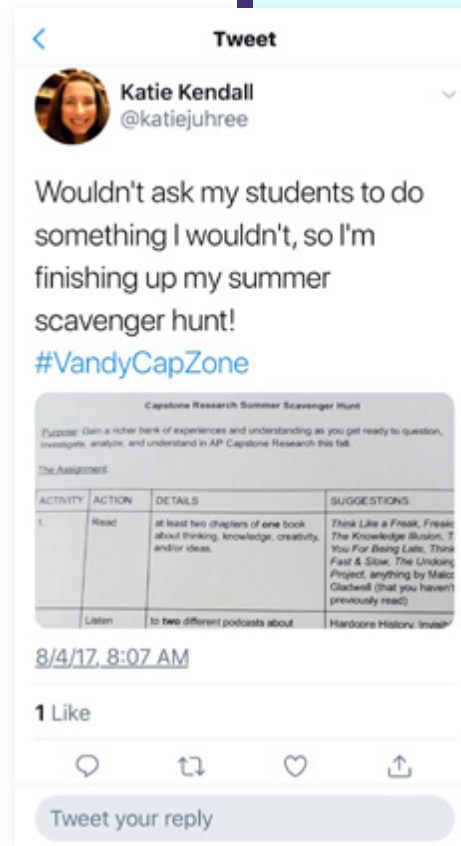 Tweet
Katie Kendall
@katiejuhree
Wouldn't ask my students to do
something I wouldn't, so I'm
finishing up my summer
scavenger hunt!
#VandyCapZone
Capstone Research Summer Scavenger Hunt
Purpose: Gain a richer bank of experiences and understanding as you get ready to question,
investigate, analyze, and understand in AP Capstone Research this fall.
The Assignment
ACTIVITY ACTION DETAILS SUGGESTIONS
1. Read at least two chapters of one book Think Like a Freak, Freak
about thinking, knowledge, creativity, The Knowledge Illusion, T
and/or ideas. You For Being Late, Think
Fast & Slow, The Undoing
Project, anything by Malco
Gladwell (that you haven't
previously read)
Listen to two different podcasts about Hardcore History, Invisib
8/4/17, 8:07 AM
1 Like
Tweet your reply